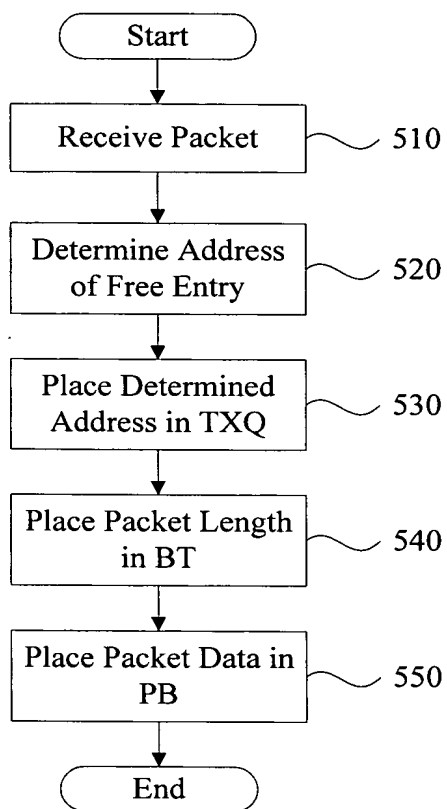 Start
Receive Packet
510
Determine Address
of Free Entry
520
Place Determined
Address in TXQ
530
Place Packet Length
in BT
540
Place Packet Data in
PB
550
End